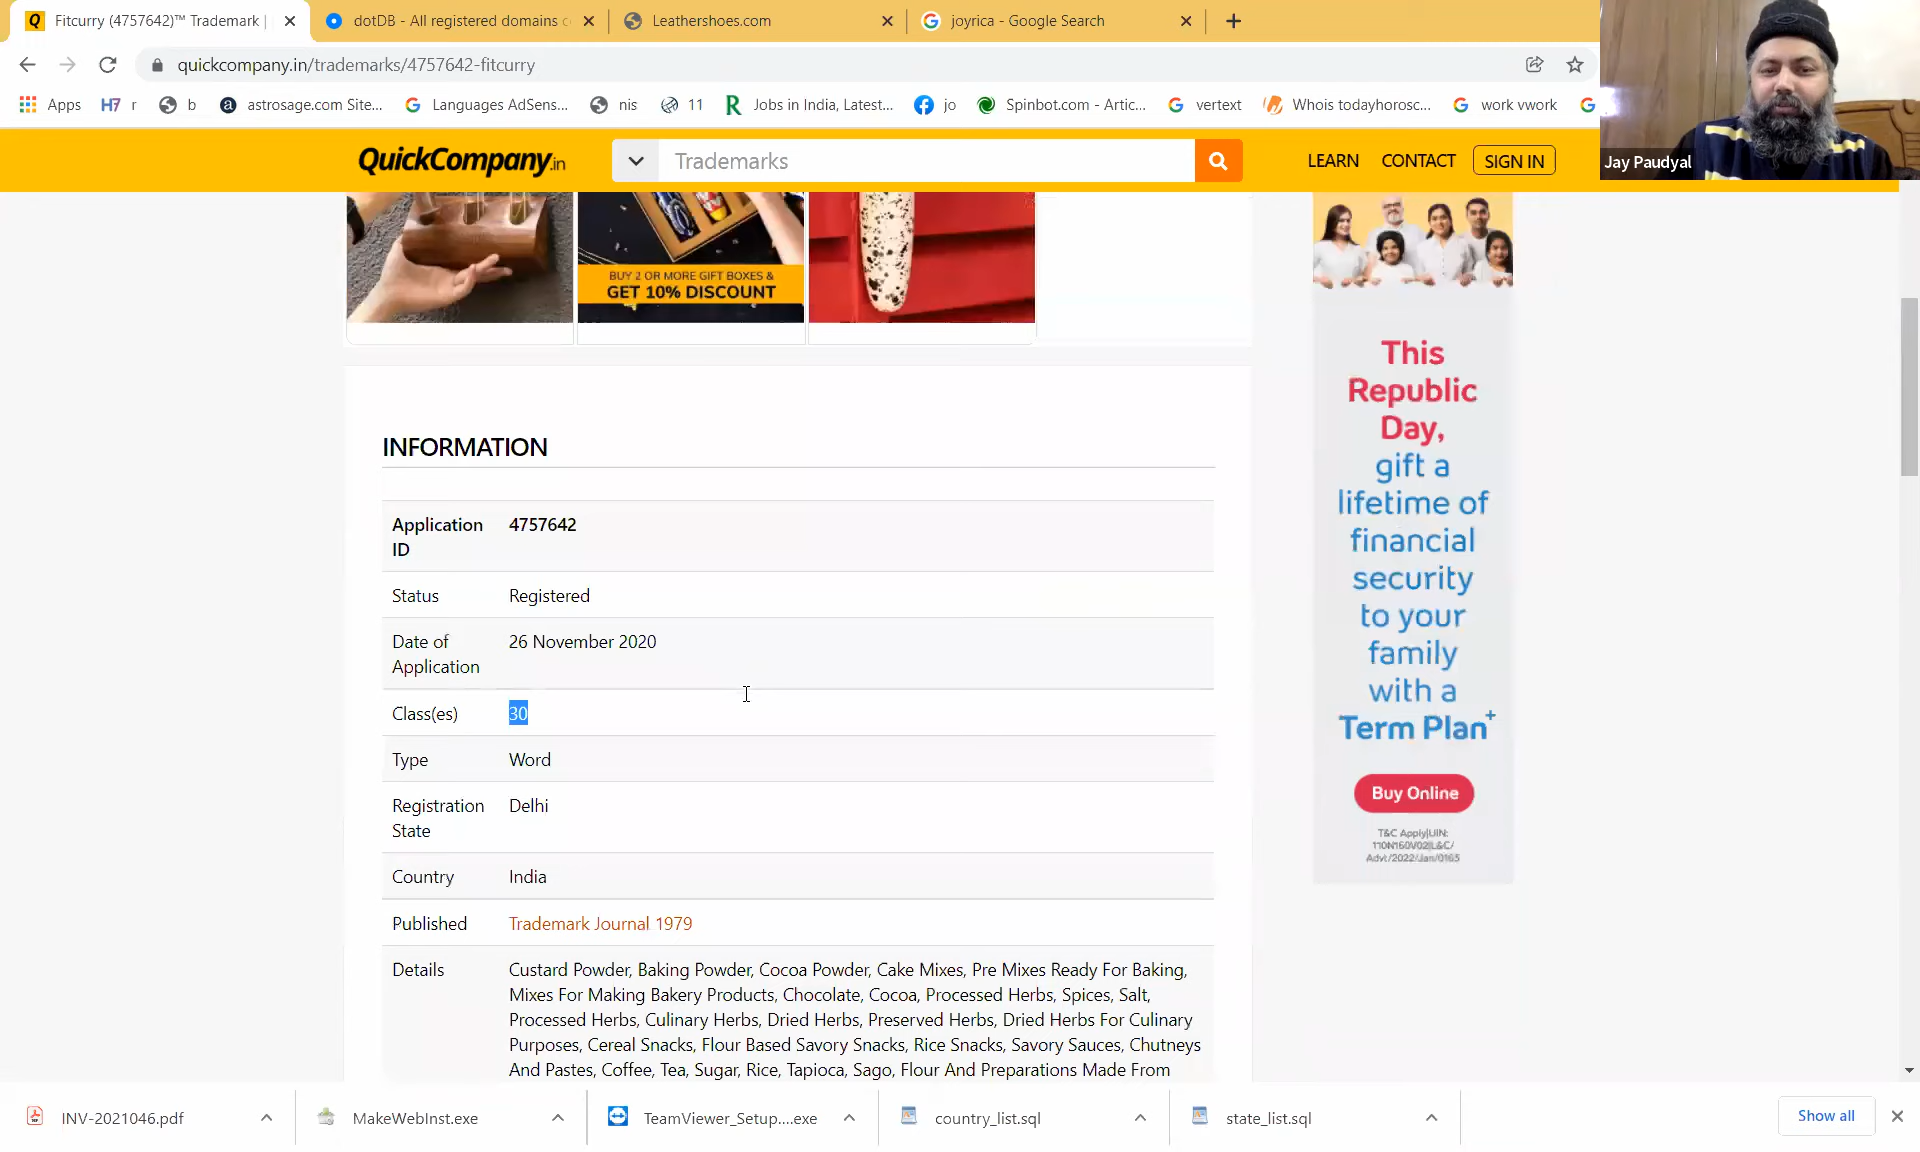 Fitcurry (4757642)™ Trademark |
dotDB - All registered domains c
Leathershoes.com
joyrica - Google Search
quickcompany.in/trademarks/4757642-fitcurry
Apps
H7 r
b
astrosage.com Site...
Languages AdSens...
nis
11
Jobs in India, Latest...
jo
Spinbot.com - Artic...
vertext
Whois todayhorosc...
work vwork
QuickCompany.in
Trademarks
LEARN
CONTACT
SIGN IN
Jay Paudyal
BUY 2 OR MORE GIFT BOXES &
GET 10% DISCOUNT
INFORMATION
Application ID 4757642
Status Registered
Date of Application 26 November 2020
Class(es) 30
Type Word
Registration State Delhi
Country India
Published Trademark Journal 1979
Details Custard Powder, Baking Powder, Cocoa Powder, Cake Mixes, Pre Mixes Ready For Baking,
Mixes For Making Bakery Products, Chocolate, Cocoa, Processed Herbs, Spices, Salt,
Processed Herbs, Culinary Herbs, Dried Herbs, Preserved Herbs, Dried Herbs For Culinary
Purposes, Cereal Snacks, Flour Based Savory Snacks, Rice Snacks, Savory Sauces, Chutneys
And Pastes, Coffee, Tea, Sugar, Rice, Tapioca, Sago, Flour And Preparations Made From
This
Republic
Day,
gift a
lifetime of
financial
security
to your
family
with a
Term Plan+
Buy Online
T&C Apply|UIN:
110N160V02|L&C/
Advt/2022/Jan/0165
INV-2021046.pdf
MakeWebInst.exe
TeamViewer_Setup....exe
country_list.sql
state_list.sql
Show all